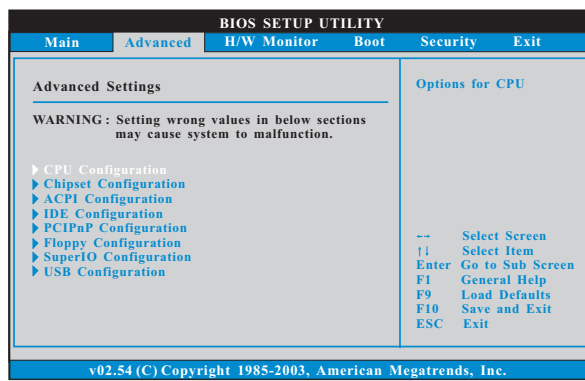 BIOS SETUP UTILITY
Main Advanced H/W Monitor Boot Security Exit
Advanced Settings
WARNING : Setting wrong values in below sections
may cause system to malfunction.
CPU Configuration
Chipset Configuration
ACPI Configuration
IDE Configuration
PCIPnP Configuration
Floppy Configuration
SuperIO Configuration
USB Configuration
Options for CPU
←→ Select Screen
↑↓ Select Item
Enter Go to Sub Screen
F1 General Help
F9 Load Defaults
F10 Save and Exit
ESC Exit
v02.54 (C) Copyright 1985-2003, American Megatrends, Inc.